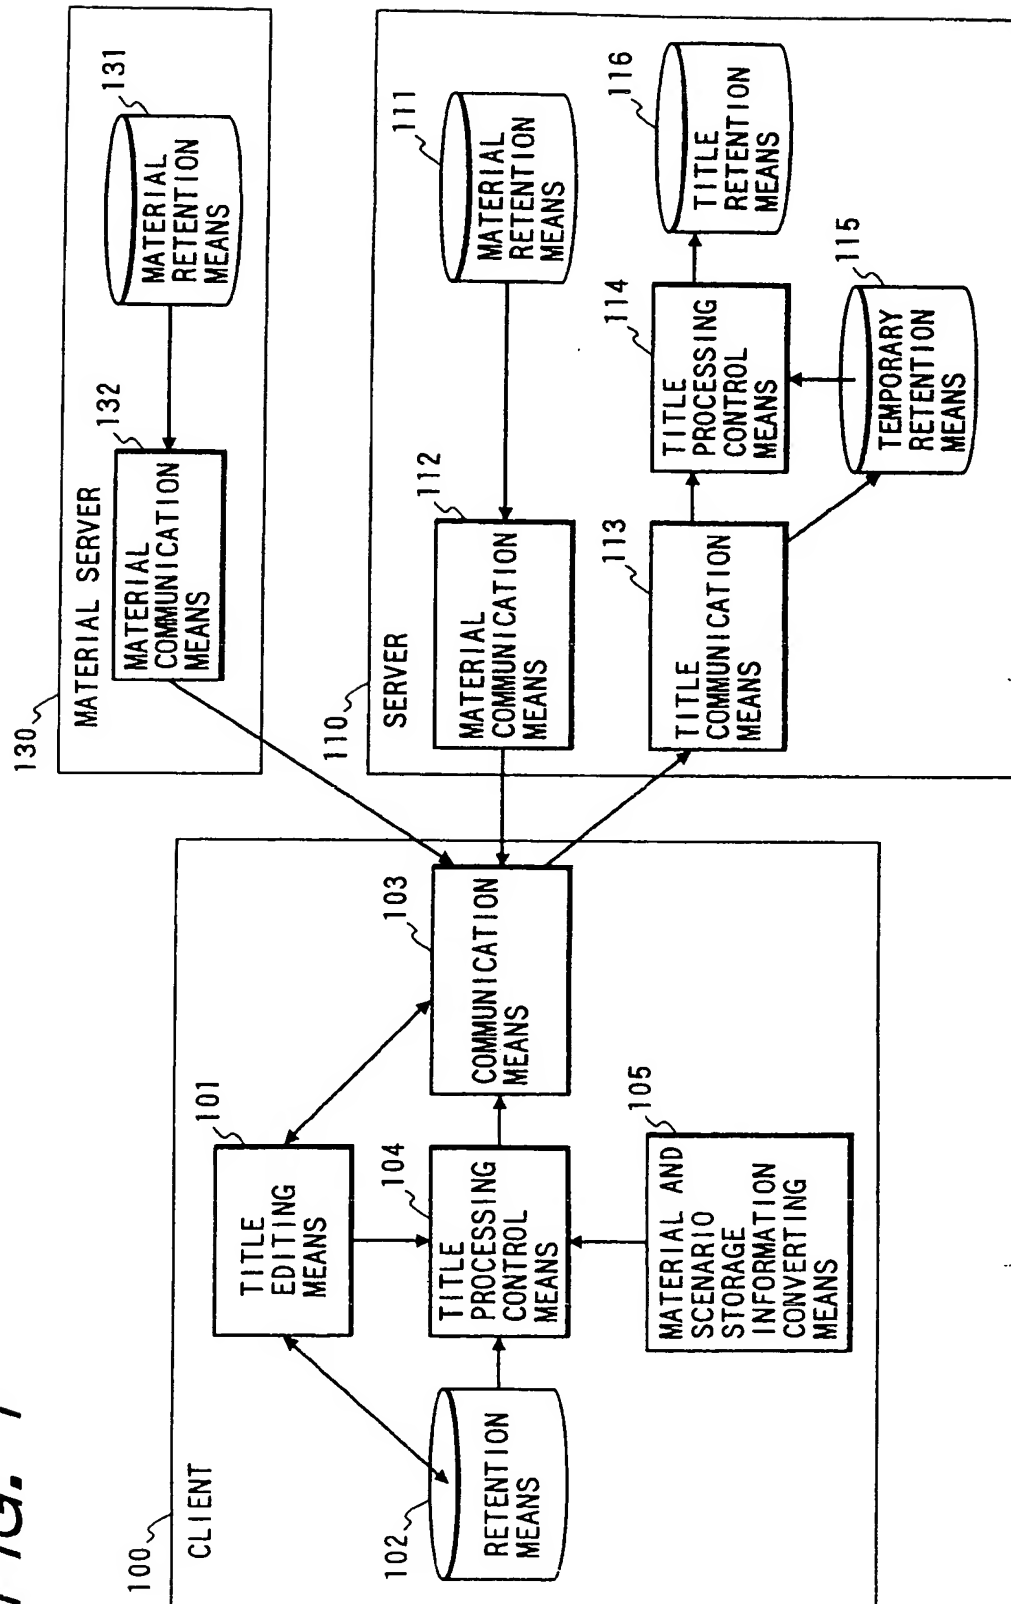 FIG. 1
100
CLIENT
102
RETENTION
MEANS
101
TITLE
EDITING
MEANS
104
TITLE
PROCESSING
CONTROL
MEANS
105
MATERIAL AND
SCENARIO
STORAGE
INFORMATION
CONVERTING
MEANS
103
COMMUNICATION
MEANS
130
MATERIAL SERVER
132
MATERIAL
COMMUNICATION
MEANS
131
MATERIAL
RETENTION
MEANS
110
SERVER
112
MATERIAL
COMMUNICATION
MEANS
111
MATERIAL
RETENTION
MEANS
113
TITLE
COMMUNICATION
MEANS
114
TITLE
PROCESSING
CONTROL
MEANS
116
TITLE
RETENTION
MEANS
115
TEMPORARY
RETENTION
MEANS